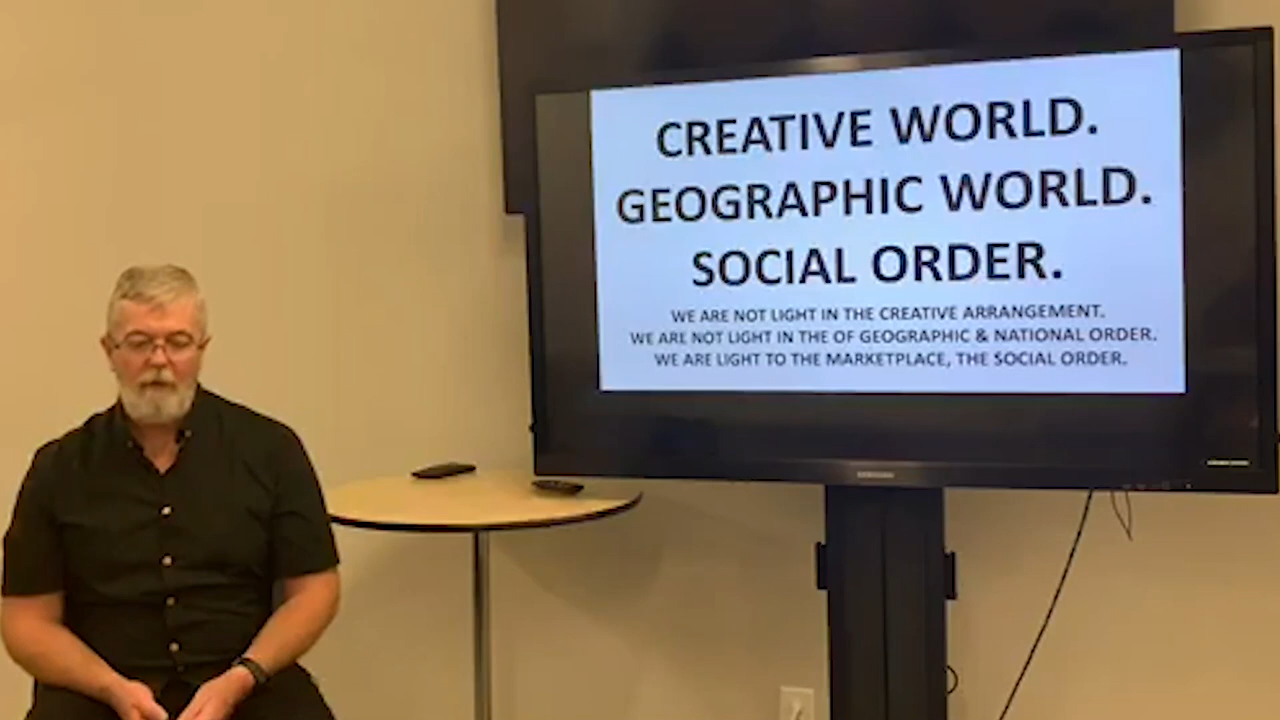 CREATIVE WORLD.
GEOGRAPHIC WORLD.
SOCIAL ORDER.
WE ARE NOT LIGHT IN THE CREATIVE ARRANGEMENT.
WE ARE NOT LIGHT IN THE OF GEOGRAPHIC & NATIONAL ORDER.
WE ARE LIGHT TO THE MARKETPLACE, THE SOCIAL ORDER.
SAMSUNG